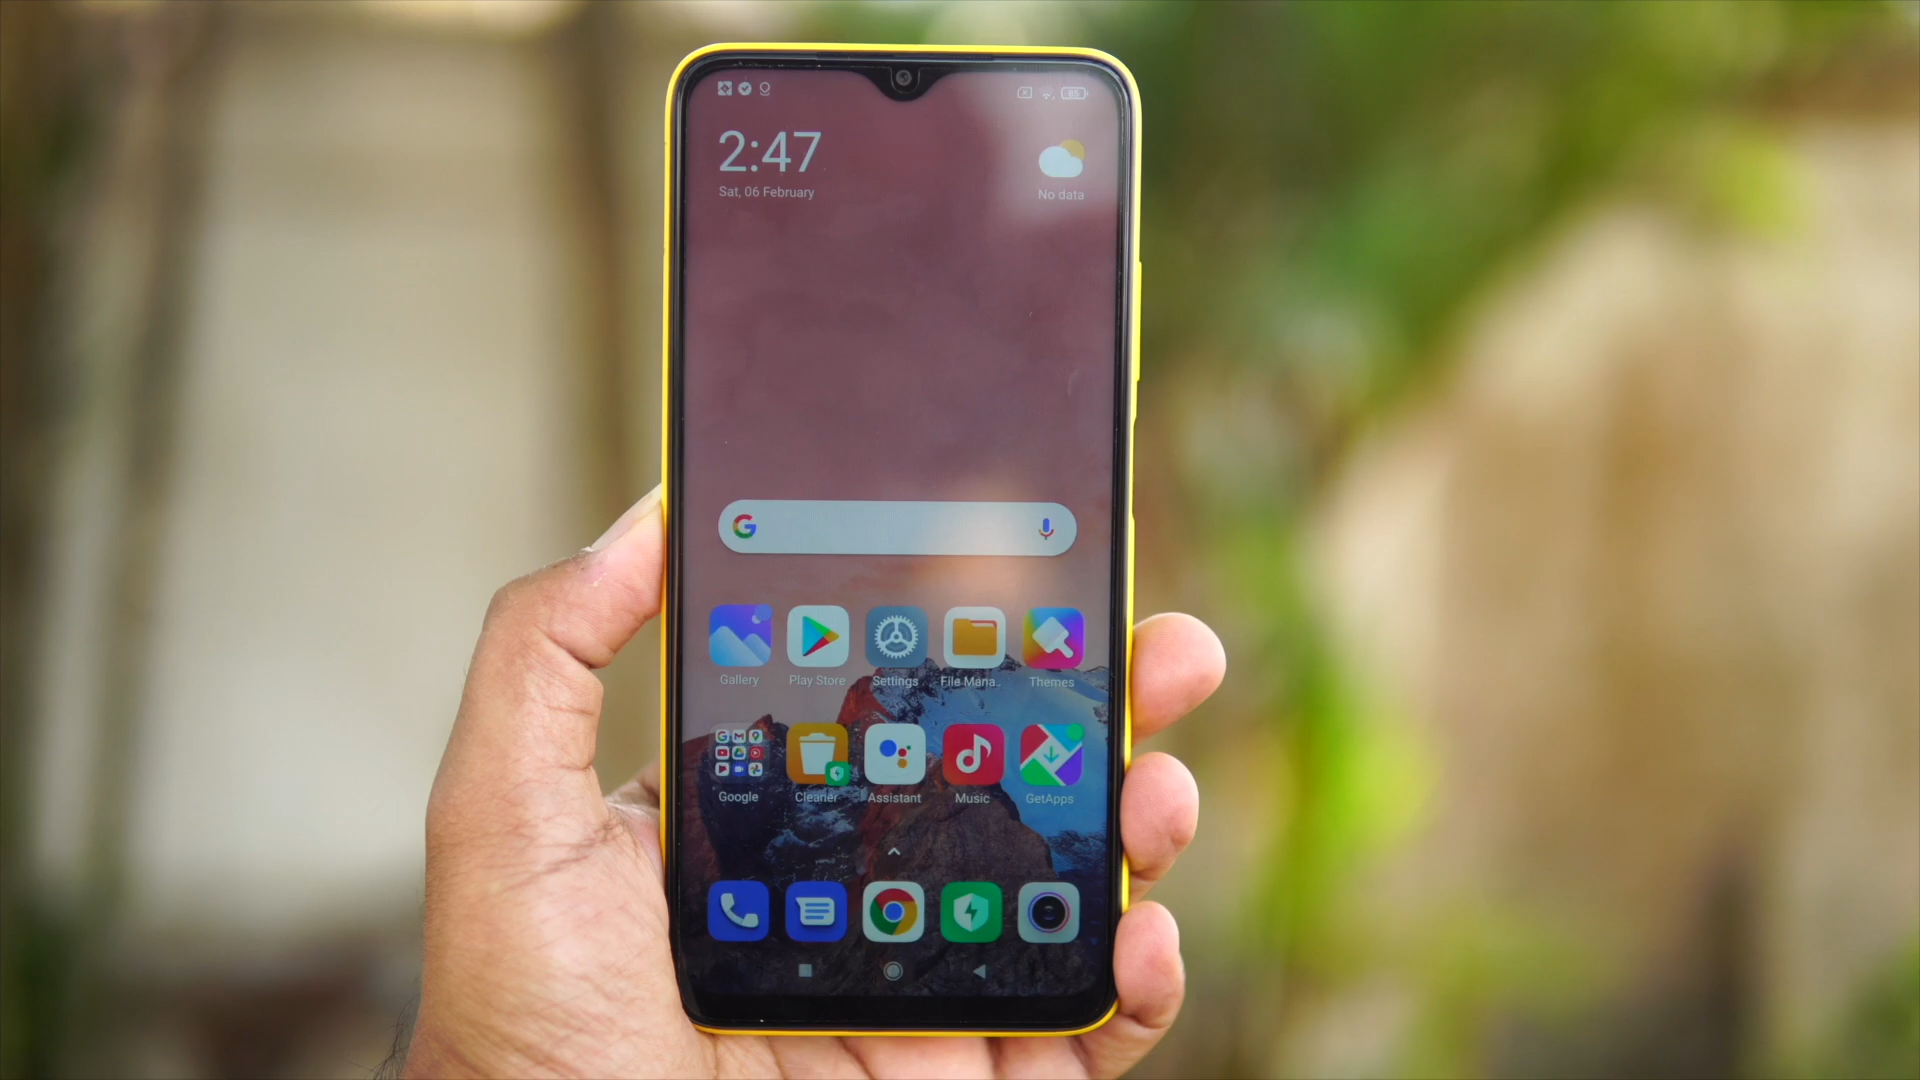 85
2:47
Sat, 06 February
No data
Gallery
Play Store
Settings
File Mana..
Themes
Google
Cleaner
Assistant
Music
GetApps